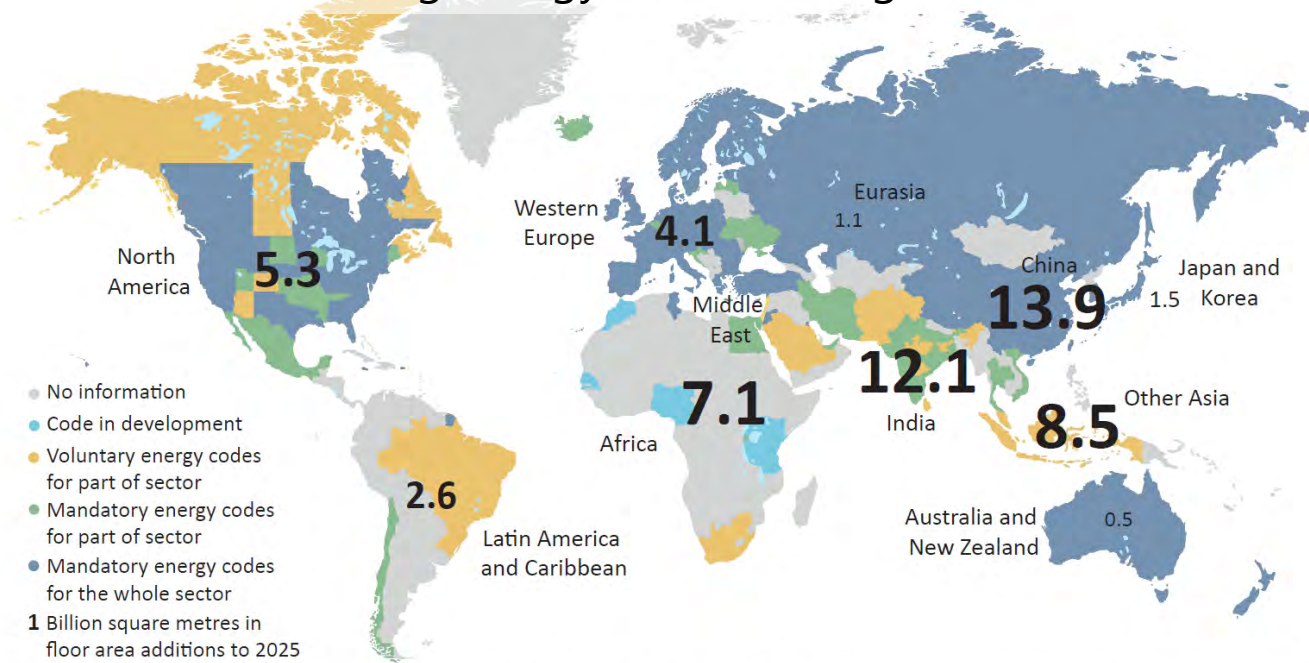 Western
Europe
4.1
Eurasia
1.1
North
America
5.3
China
13.9
Japan and
Korea
1.5
Middle
East
12.1
India
7.1
Africa
Other Asia
8.5
2.6
Latin America
and Caribbean
Australia and
New Zealand
0.5
No information
Code in development
Voluntary energy codes
for part of sector
Mandatory energy codes
for part of sector
Mandatory energy codes
for the whole sector
1 Billion square metres in
floor area additions to 2025